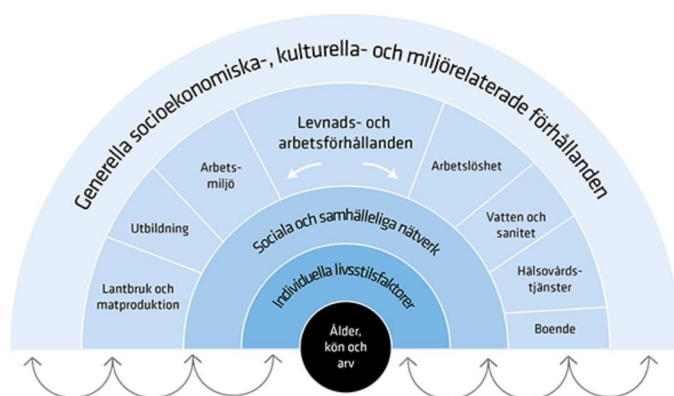 Generella socioekonomiska-, kulturella- och miljörelaterade förhållanden
Levnads- och
arbetsförhållanden
Arbets-
miljö
Utbildning
Lantbruk och
matproduktion
Arbetslöshet
Vatten och
sanitet
Hälsovårds-
tjänster
Boende
Sociala och samhälleliga nätverk
Individuella livsstilsfaktorer
Ålder,
kön och
arv